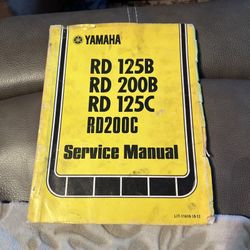 YAMAHA
RD 125B
RD 200B
RD 125C
RD200C
Service Manual